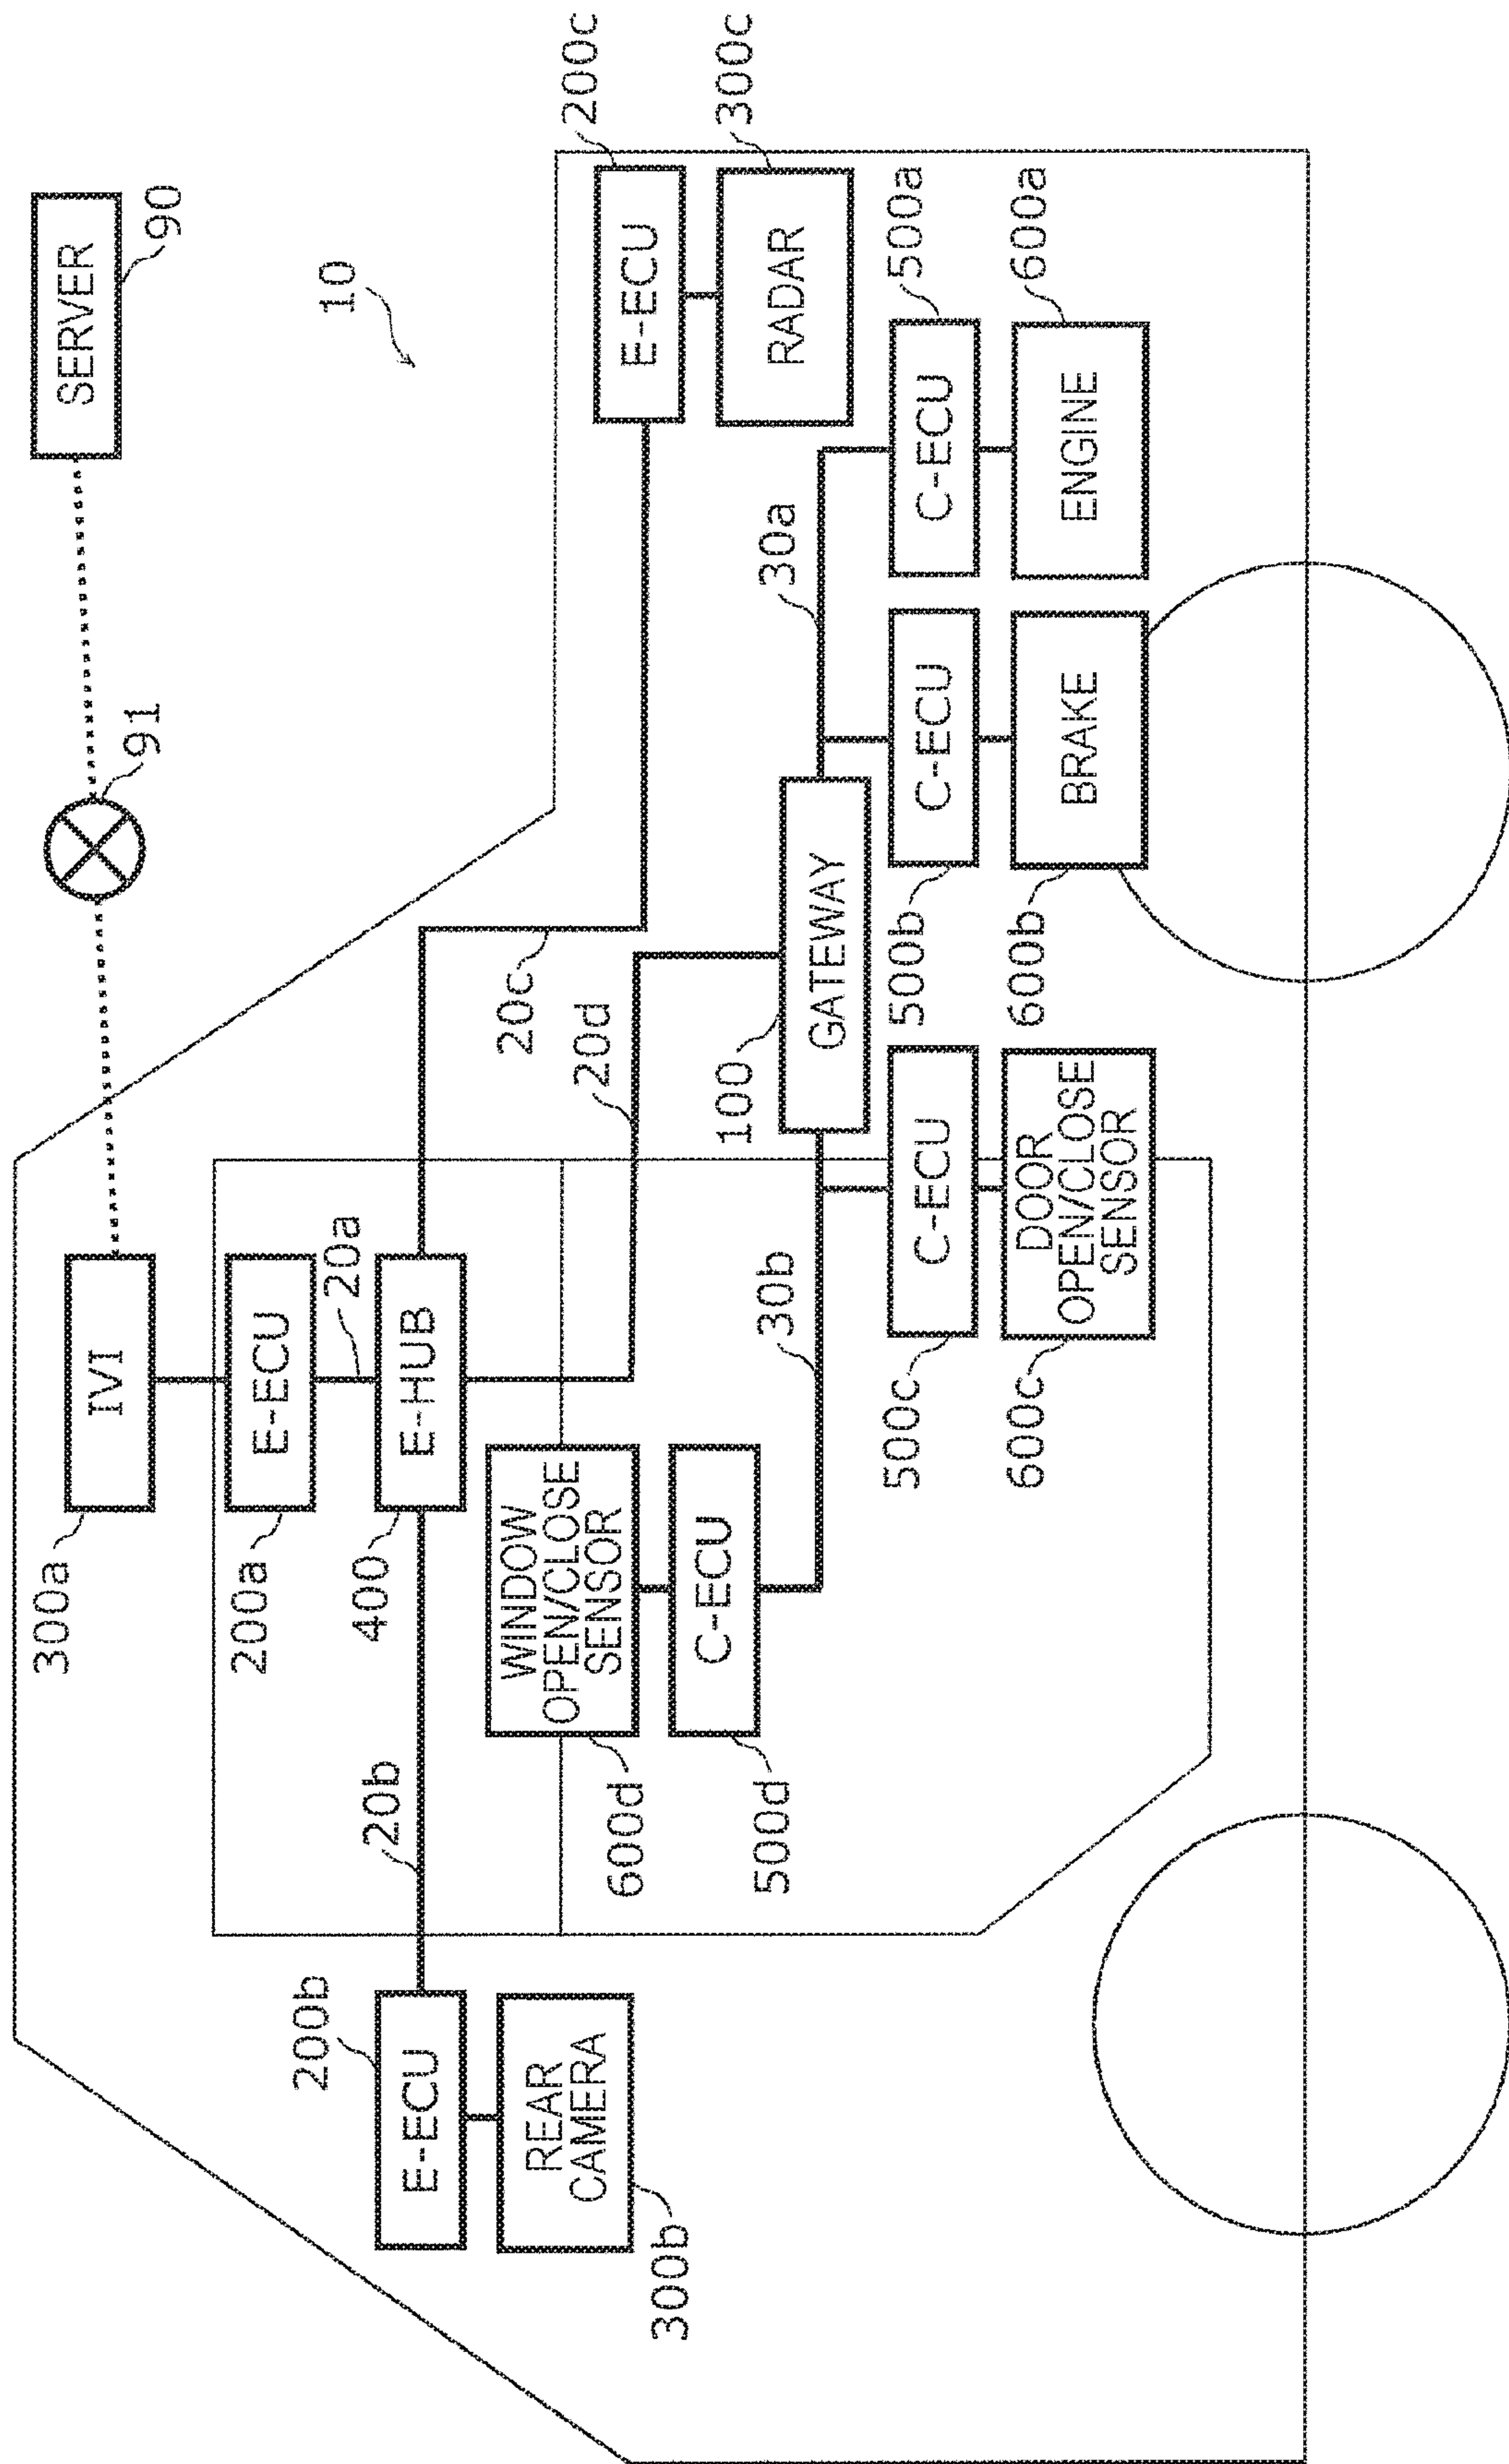 SERVER
90
91
10
300a
IVI
200a
E-ECU
20a
400
E-HUB
20b
200b
E-ECU
REAR
CAMERA
300b
20c
20d
200c
E-ECU
300c
RADAR
WINDOW
OPEN/CLOSE
SENSOR
600d
C-ECU
500d
100
GATEWAY
30a
30b
500a
C-ECU
600a
ENGINE
500b
C-ECU
600b
BRAKE
500c
C-ECU
600c
DOOR
OPEN/CLOSE
SENSOR